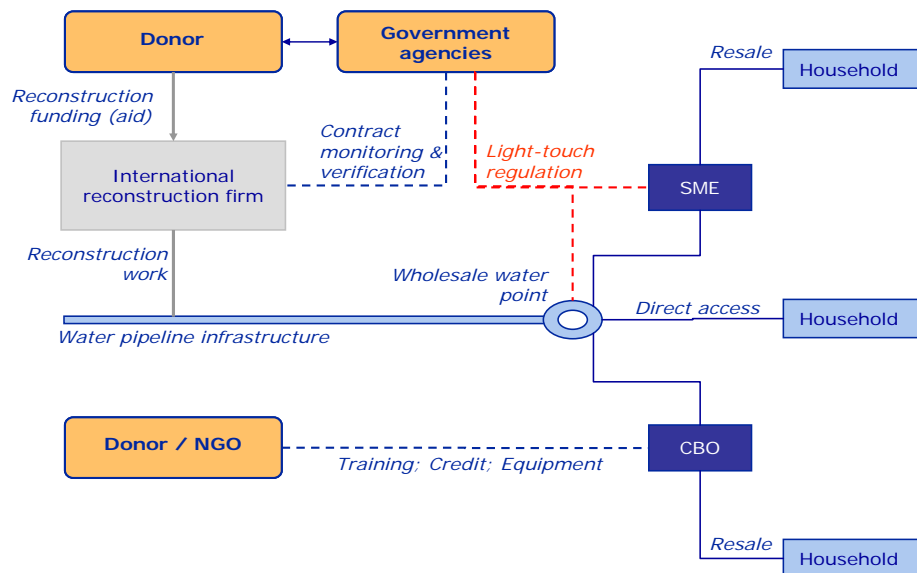 Donor
Government
agencies
Resale
Household
Reconstruction
funding (aid)
Contract
monitoring &
verification
Light-touch
regulation
International
reconstruction firm
SME
Reconstruction
work
Wholesale water
point
Direct access
Household
Water pipeline infrastructure
Donor / NGO
Training; Credit; Equipment
CBO
Resale
Household